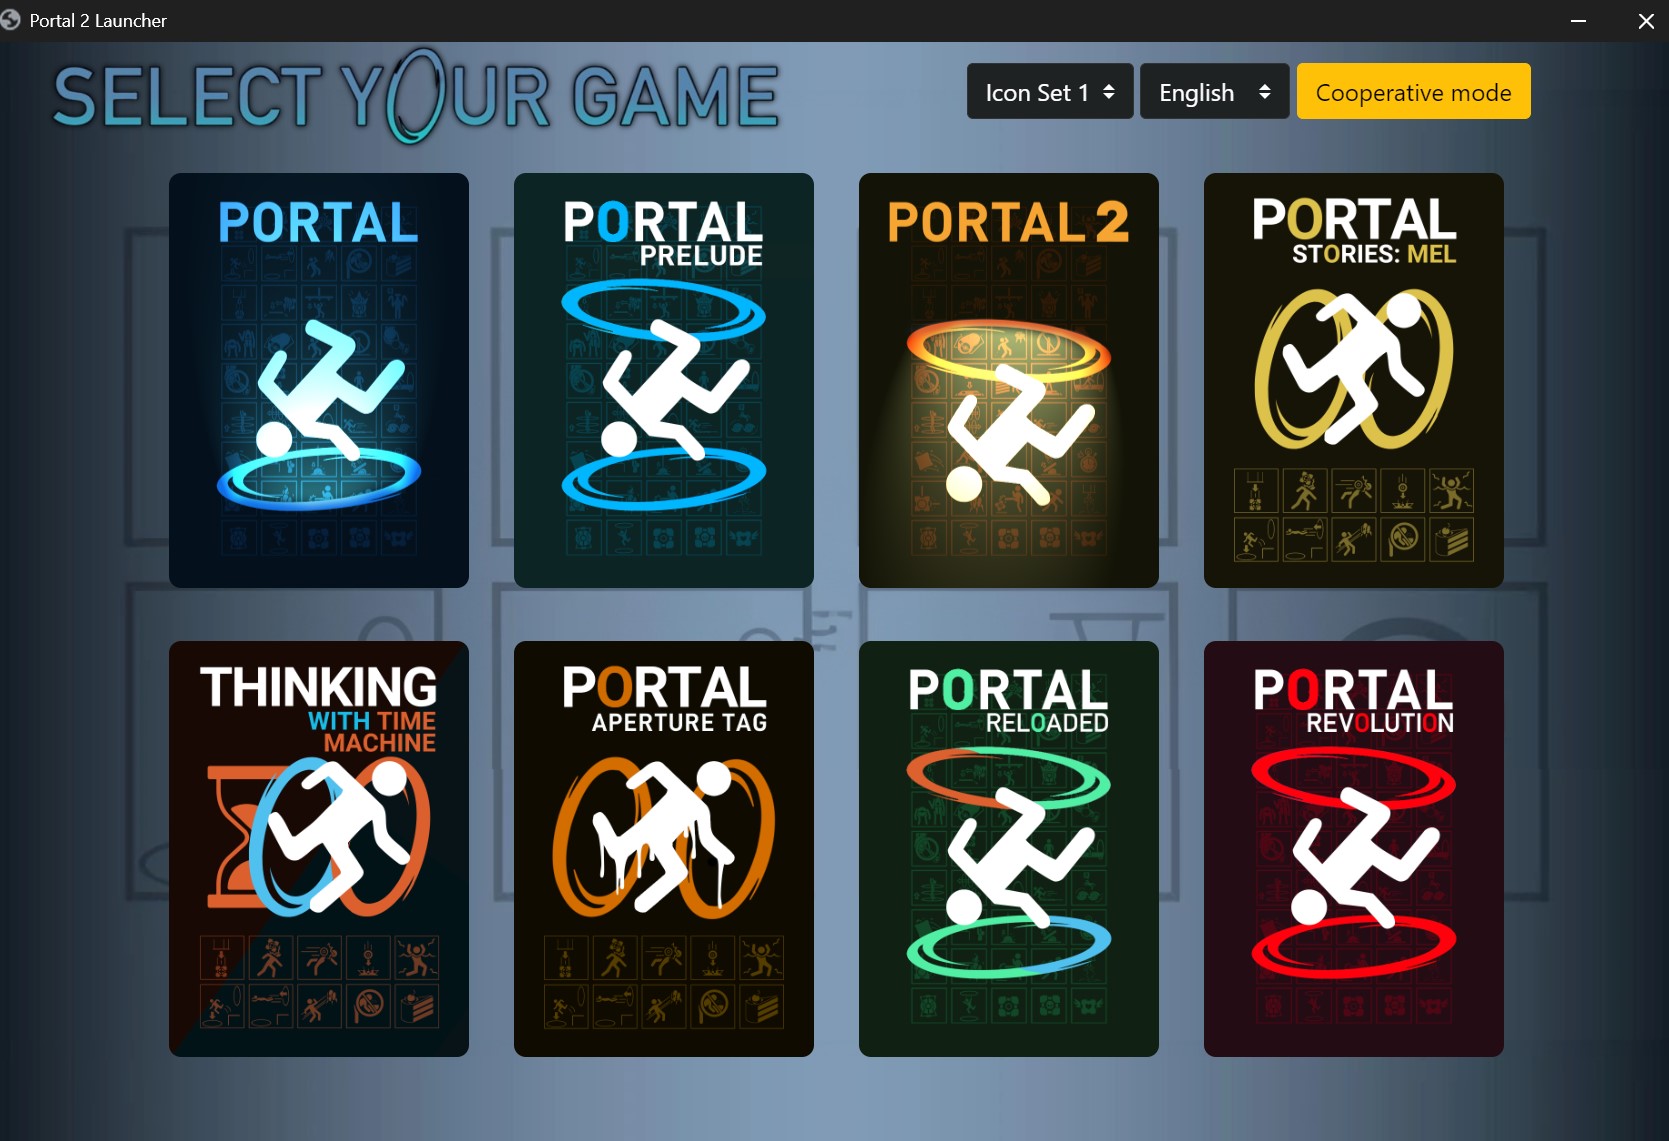 Portal 2 Launcher
SELECT YOUR GAME
Icon Set 1
English
Cooperative mode
PORTAL
PORTAL
PRELUDE
PORTAL 2
PORTAL
STORIES: MEL
THINKING
WITH TIME
MACHINE
PORTAL
APERTURE TAG
PORTAL
RELOADED
PORTAL
REVOLUTION